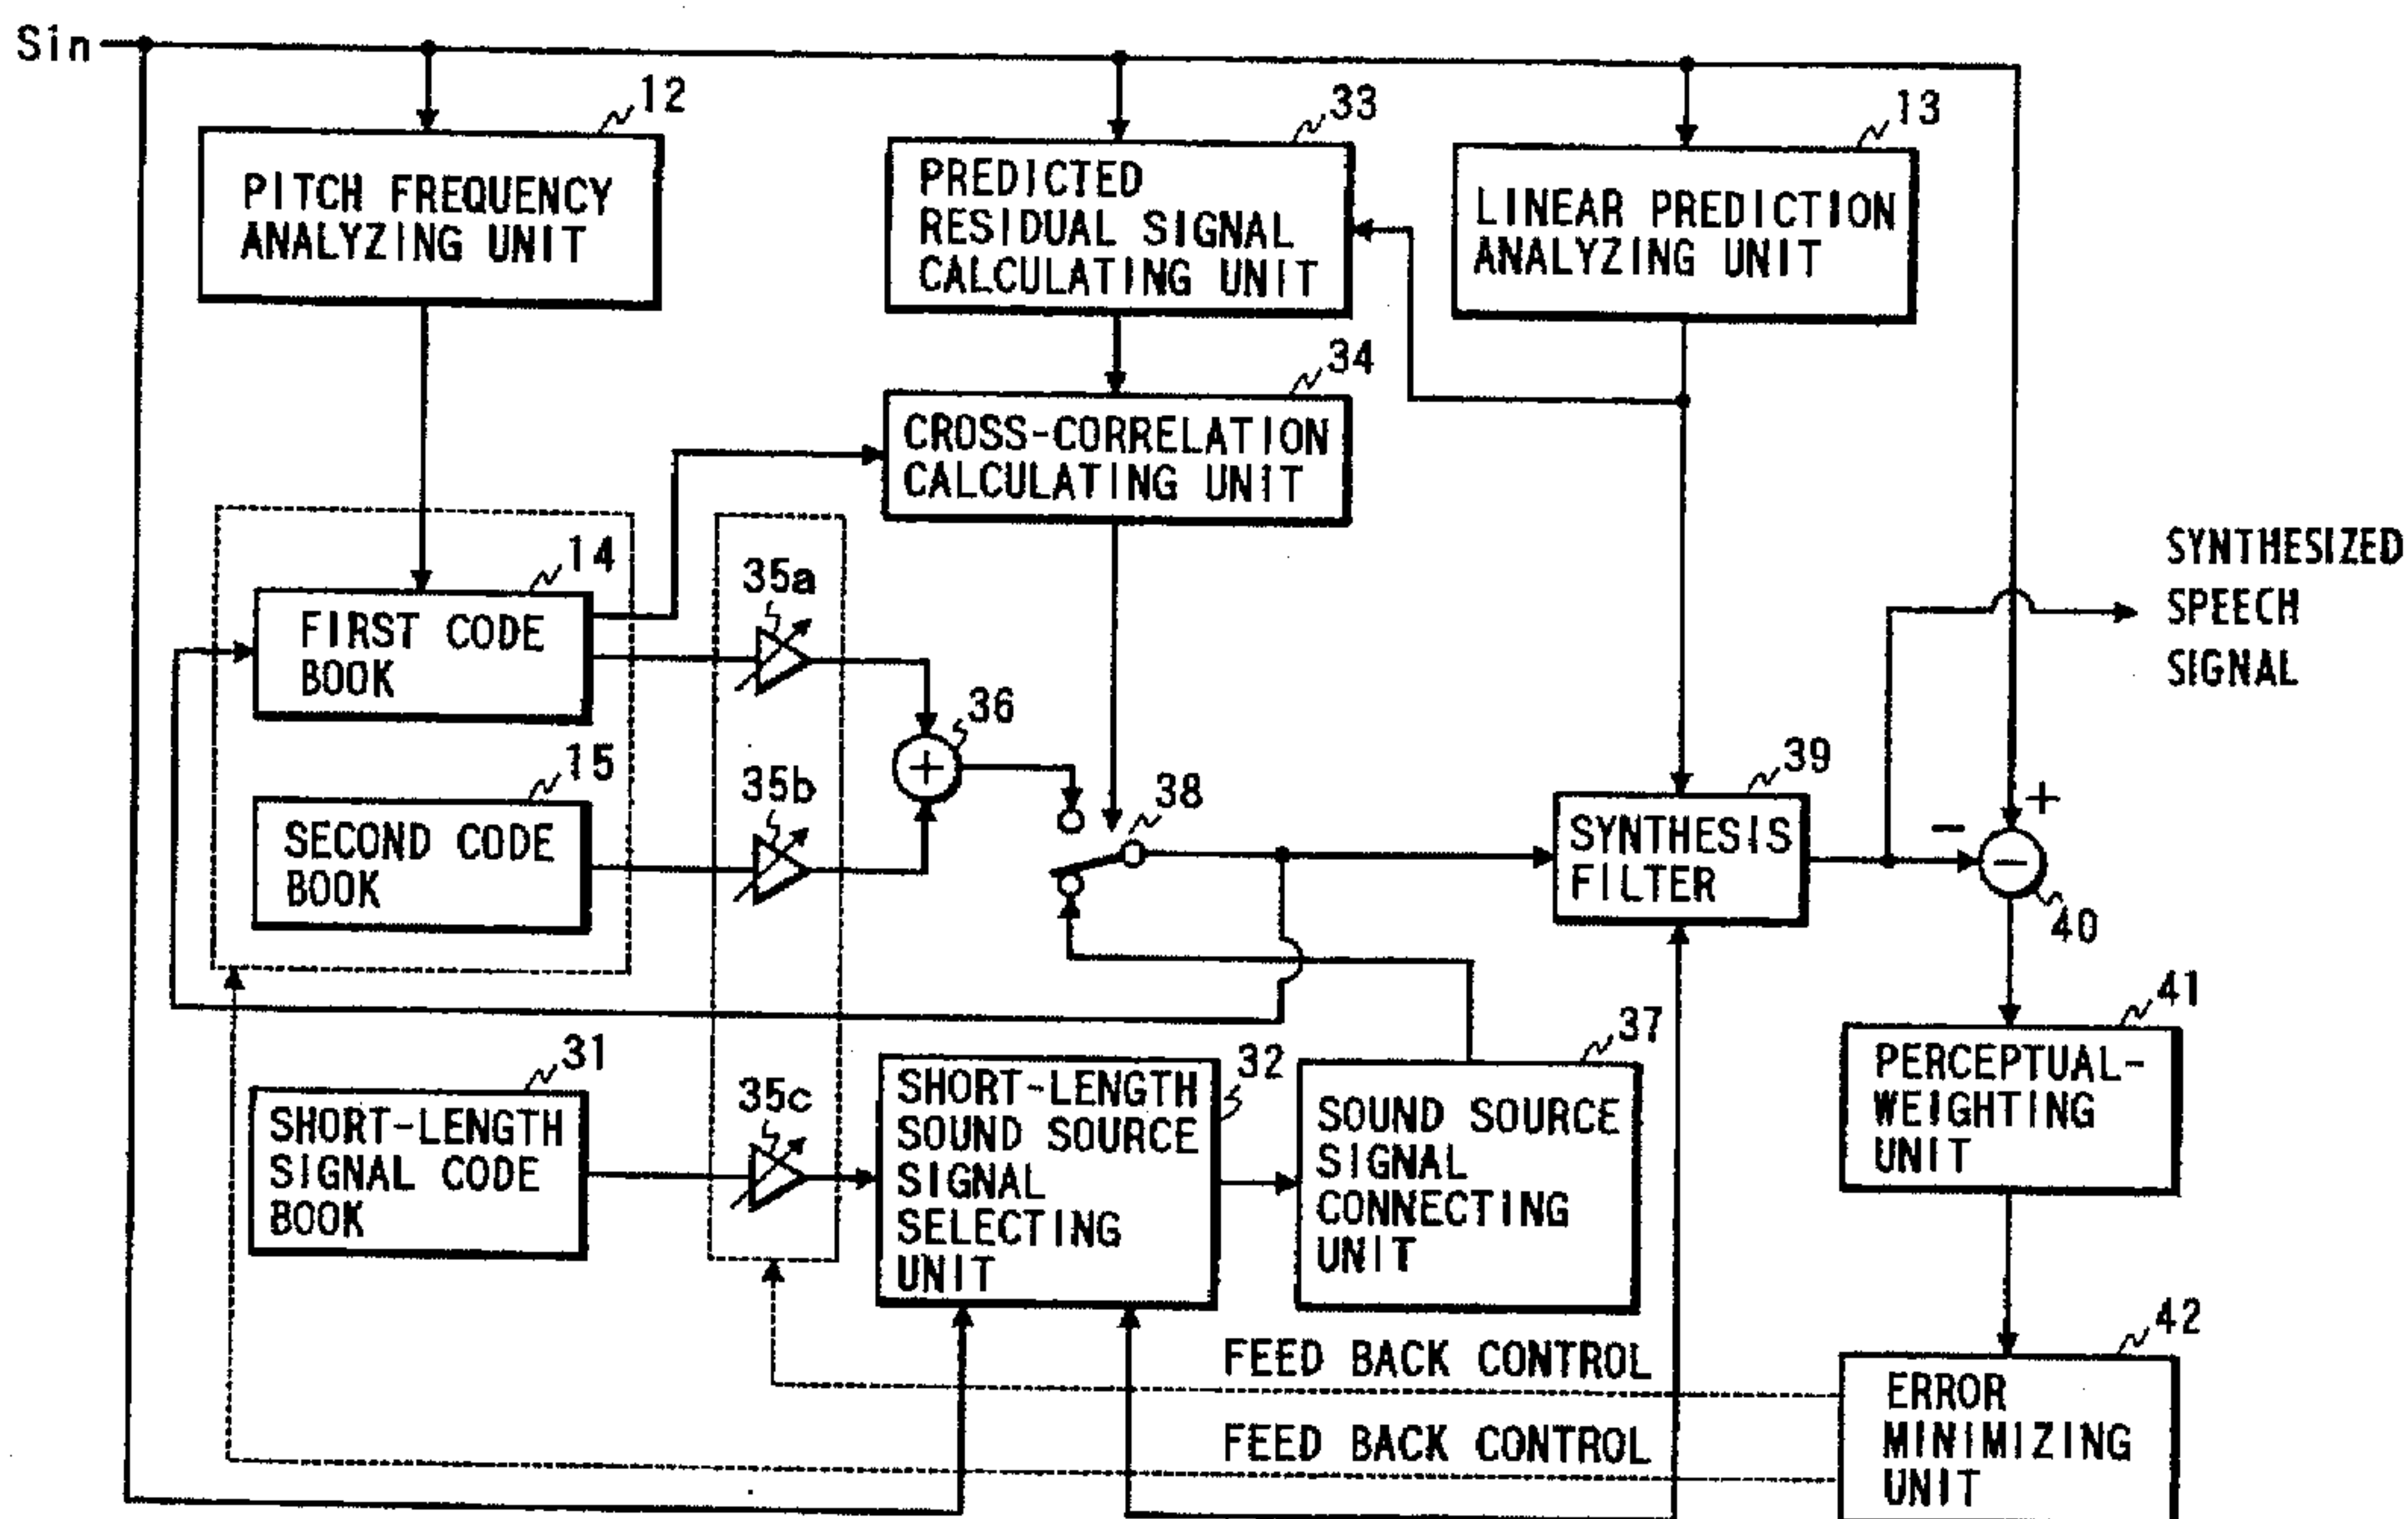 Sin
12
PITCH FREQUENCY
ANALYZING UNIT
33
PREDICTED
RESIDUAL SIGNAL
CALCULATING UNIT
13
LINEAR PREDICTION
ANALYZING UNIT
34
CROSS-CORRELATION
CALCULATING UNIT
14
FIRST CODE
BOOK
15
SECOND CODE
BOOK
35a
35b
36
+
38
39
SYNTHESIS
FILTER
SYNTHESIZED
SPEECH
SIGNAL
+
−
−
40
41
PERCEPTUAL-
WEIGHTING
UNIT
31
SHORT-LENGTH
SIGNAL CODE
BOOK
35c
32
SHORT-LENGTH
SOUND SOURCE
SIGNAL
SELECTING
UNIT
37
SOUND SOURCE
SIGNAL
CONNECTING
UNIT
42
ERROR
MINIMIZING
UNIT
FEED BACK CONTROL
FEED BACK CONTROL